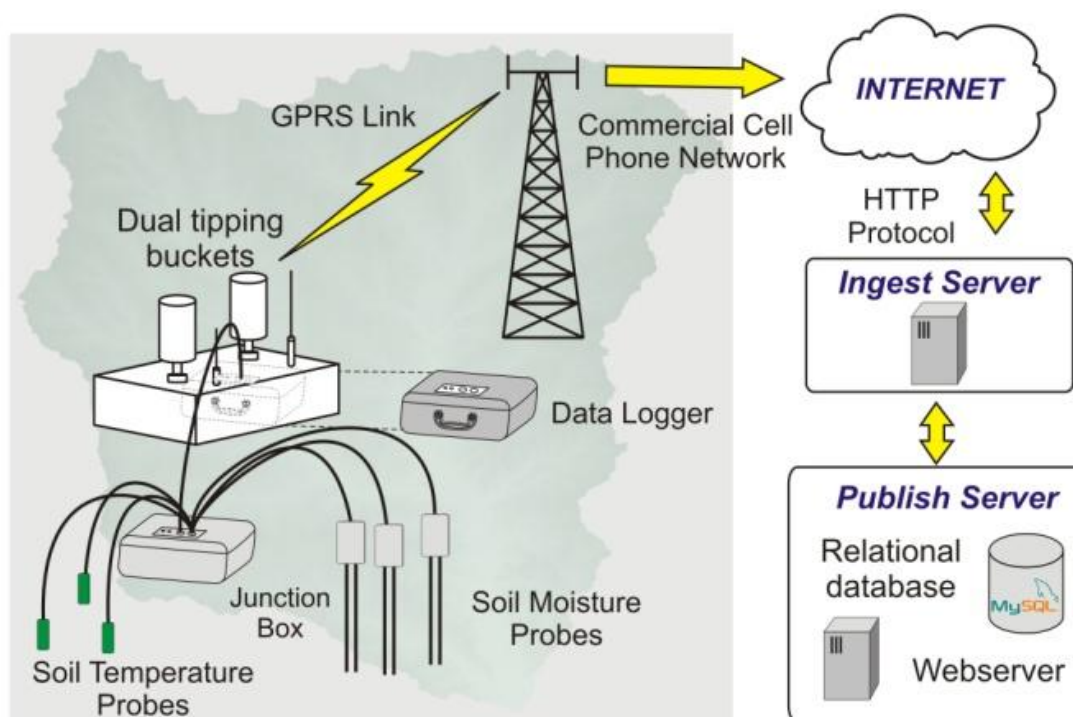 GPRS Link
Commercial Cell
Phone Network
INTERNET
HTTP
Protocol
Dual tipping
buckets
Ingest Server
Data Logger
Publish Server
Relational
database
MySQL
Webserver
Junction
Box
Soil Moisture
Probes
Soil Temperature
Probes